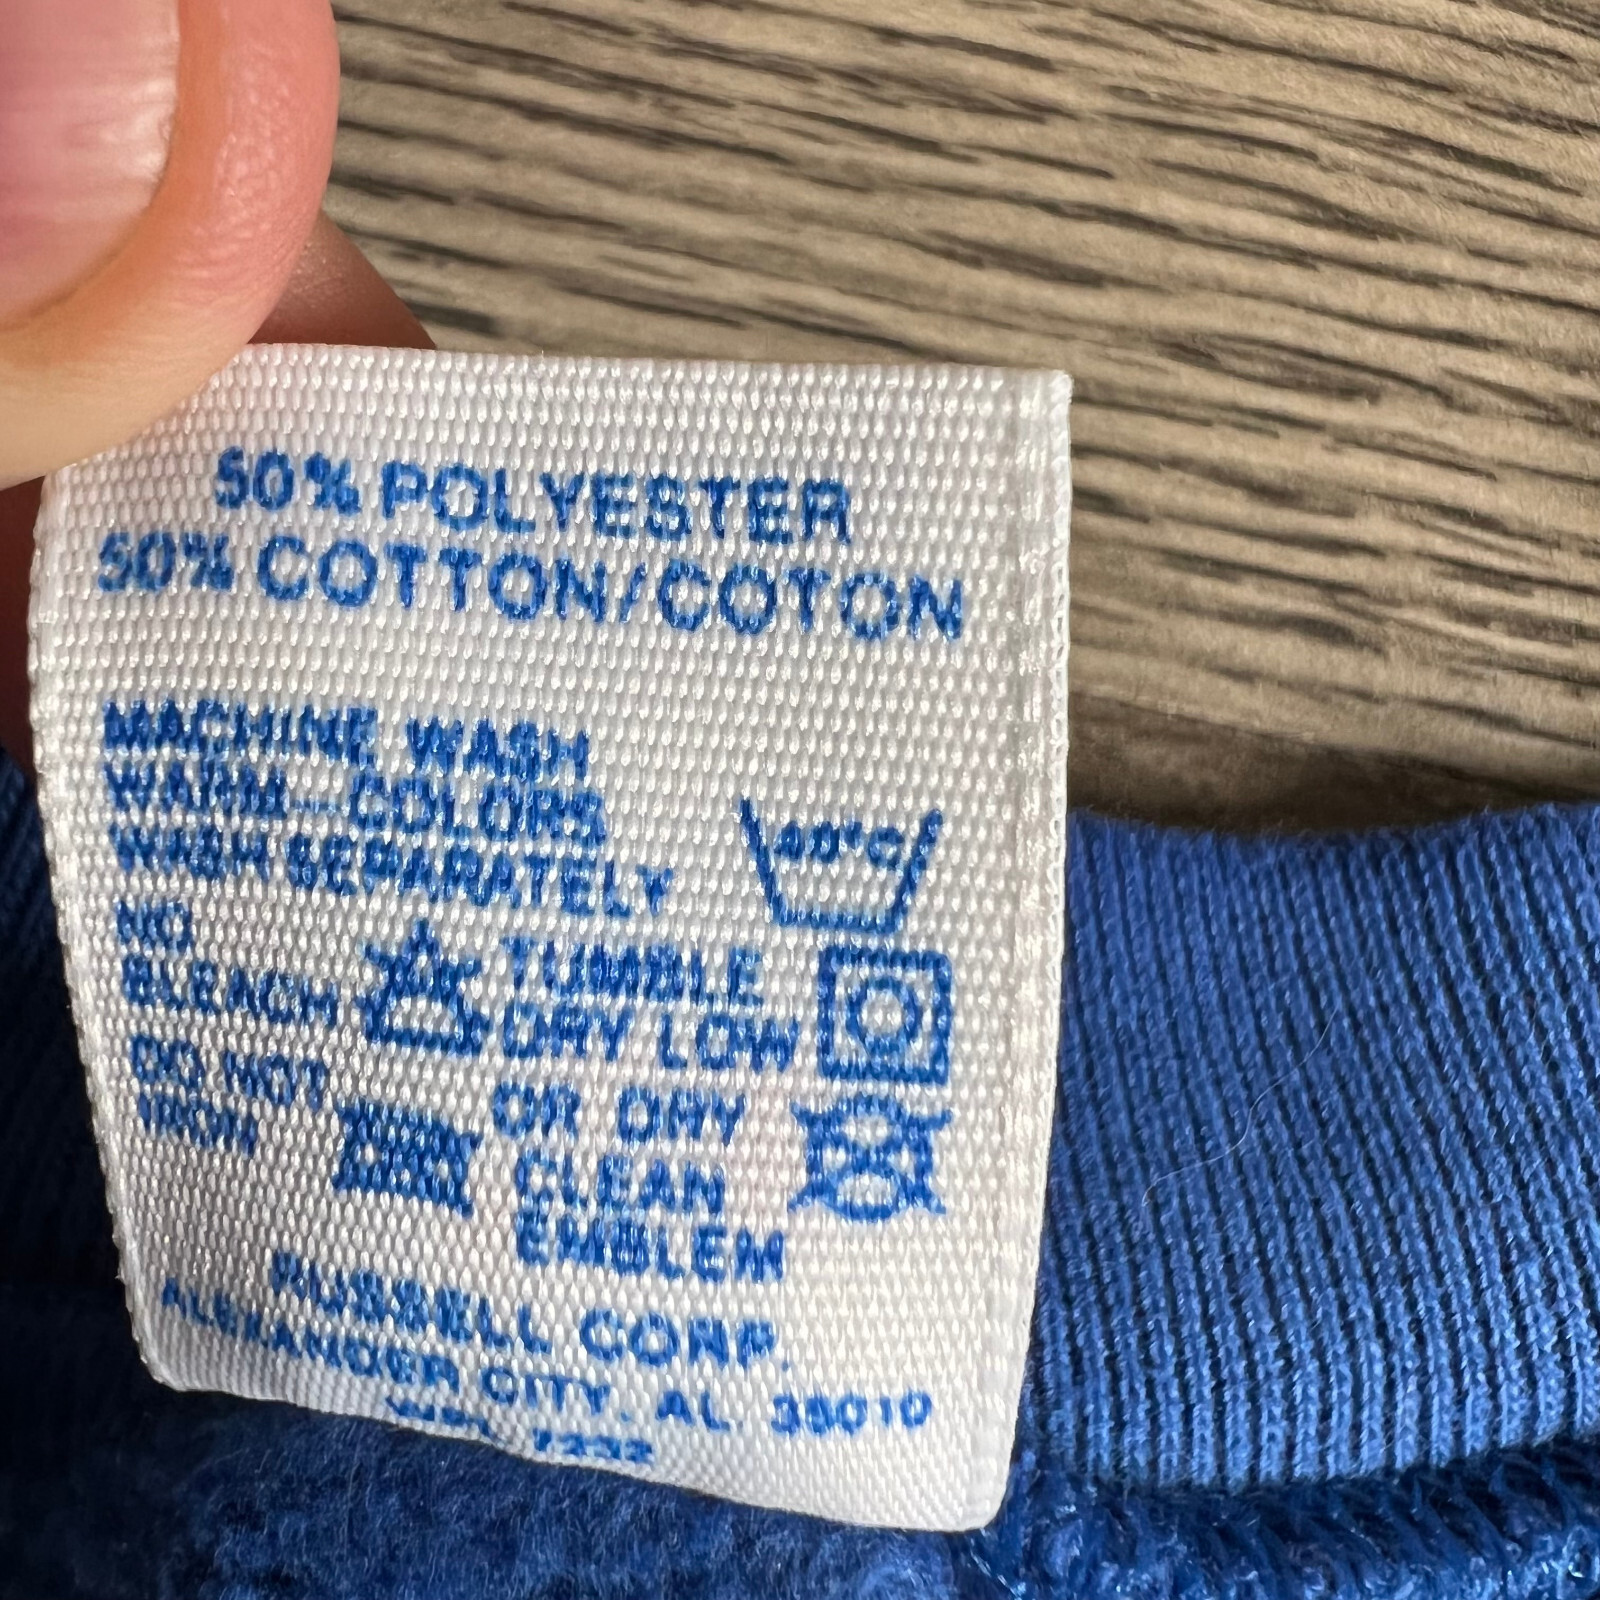 50% POLYESTER
50% COTTON/COTON
MACHINE WASH
WARM—COLORS
WASH SEPARATELY
40°C
NO
BLEACH
TUMBLE
DRY LOW
DO NOT
IRON
OR DRY
CLEAN
EMBLEM
RUSSELL CORP.
ALEXANDER CITY, AL 35010